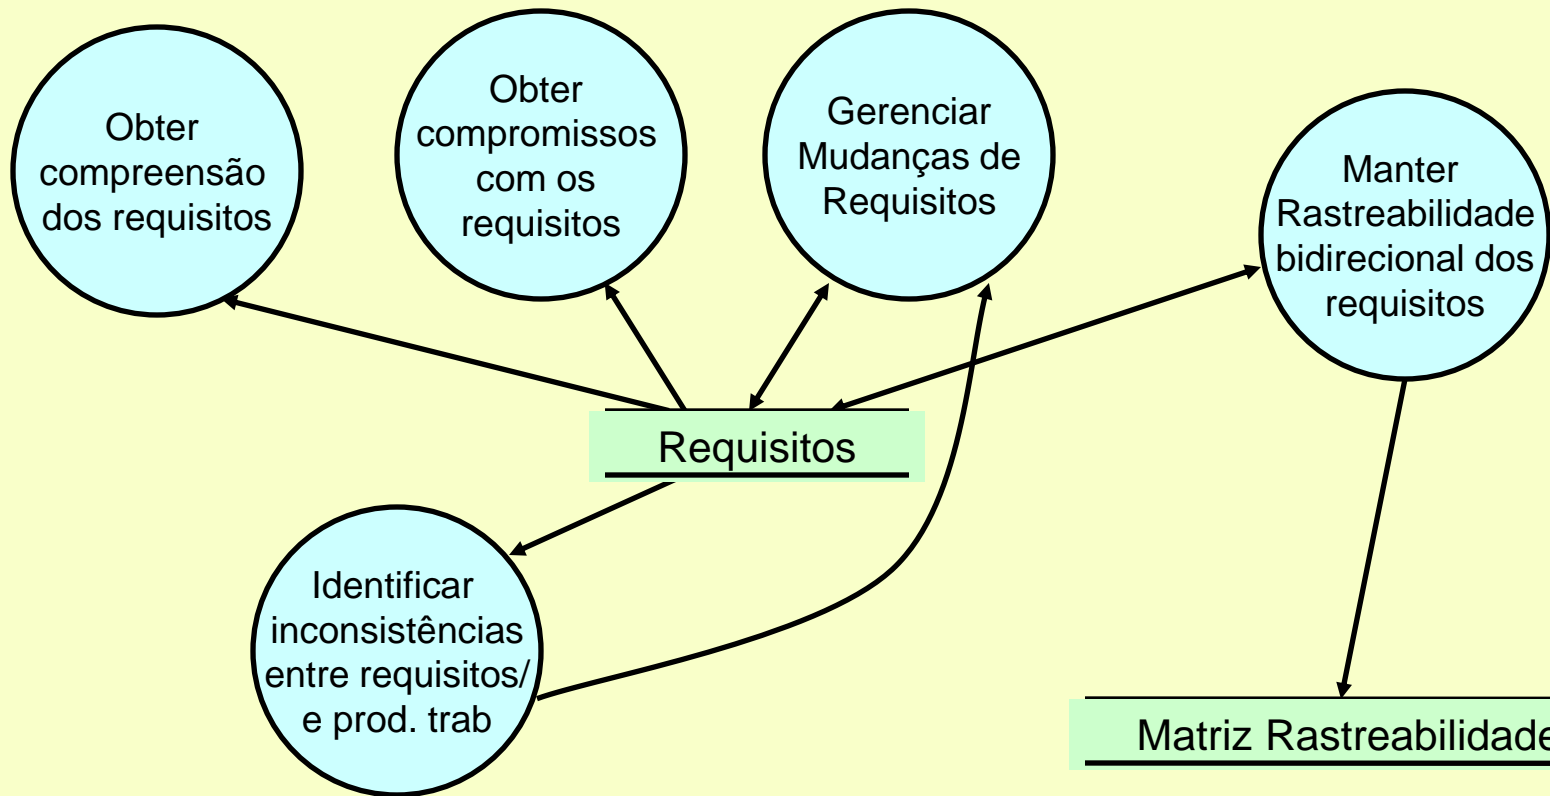 Obter
compreensão
dos requisitos
Obter
compromissos
com os
requisitos
Gerenciar
Mudanças de
Requisitos
Manter
Rastreabilidade
bidirecional dos
requisitos
Requisitos
Identificar
inconsistências
entre requisitos/
e prod. trab
Matriz Rastreabilidade